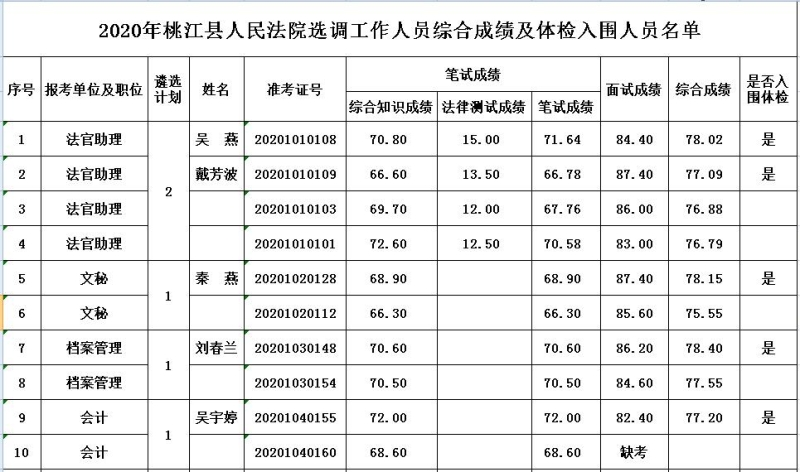 2020年桃江县人民法院选调工作人员综合成绩及体检入围人员名单
序号 报考单位及职位 遴选计划 姓名 准考证号 笔试成绩 面试成绩 综合成绩 是否入围体检
综合知识成绩 法律测试成绩 笔试成绩
1 法官助理 2 吴 燕 20201010108 70.80 15.00 71.64 84.40 78.02 是
2 法官助理 戴芳波 20201010109 66.60 13.50 66.78 87.40 77.09 是
3 法官助理 20201010103 69.70 12.00 67.76 86.00 76.88
4 法官助理 20201010101 72.60 12.50 70.58 83.00 76.79
5 文秘 1 秦 燕 20201020128 68.90 68.90 87.40 78.15 是
6 文秘 20201020112 66.30 66.30 85.60 75.55
7 档案管理 1 刘春兰 20201030148 70.60 70.60 86.20 78.40 是
8 档案管理 20201030154 70.50 70.50 84.60 77.55
9 会计 1 吴宇婷 20201040155 72.00 72.00 82.40 77.20 是
10 会计 20201040160 68.60 68.60 缺考